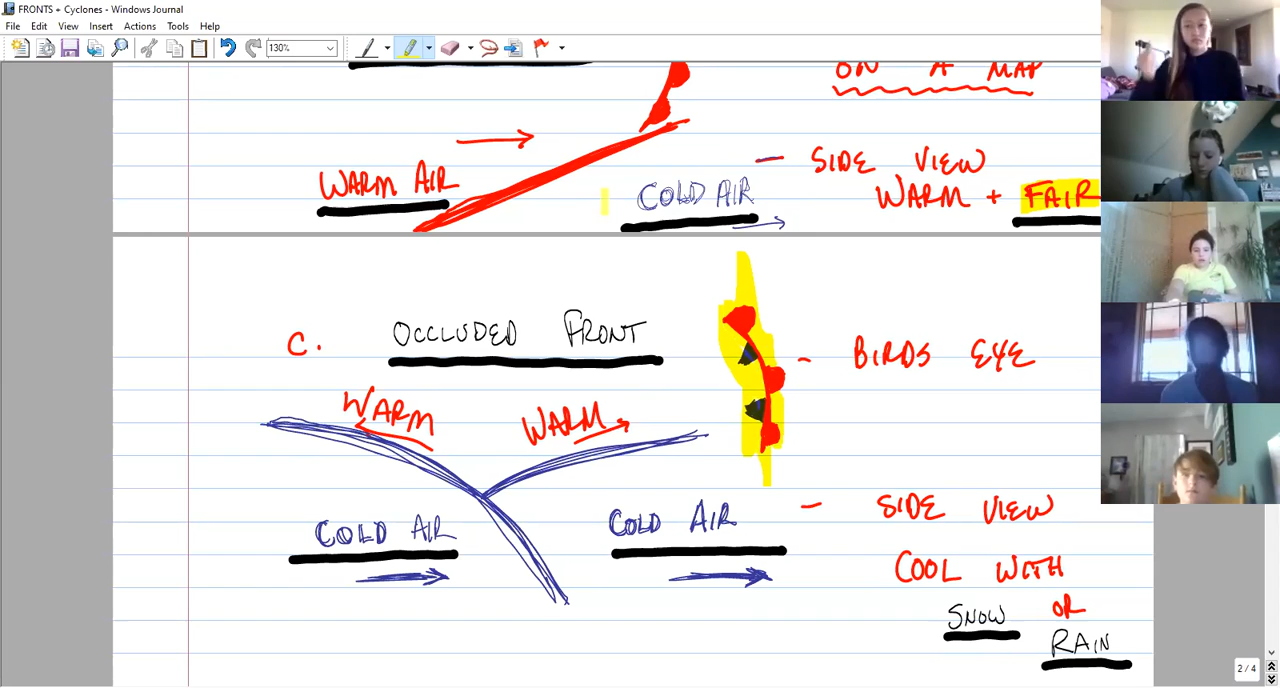 FRONTS + Cyclones - Windows Journal
File Edit View Insert Actions Tools Help
130%
ON A MAP
WARM AIR
COLD AIR
- SIDE VIEW
WARM + FAIR
C. OCCLUDED FRONT
- BIRDS EYE
WARM WARM
COLD AIR COLD AIR
- SIDE VIEW
COOL WITH
SNOW OR
RAIN
2 / 4